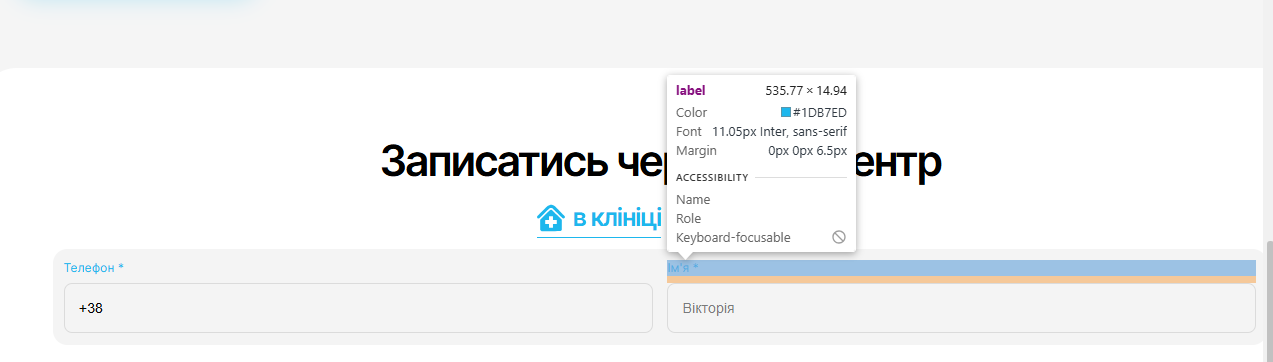 label 535.77 × 14.94
Color #1DB7ED
Font 11.05px Inter, sans-serif
Margin 0px 0px 6.5px
ACCESSIBILITY
Name
Role
Keyboard-focusable
Записатись чер ентр
в клініці
Телефон * Ім'я *
+38 Вікторія